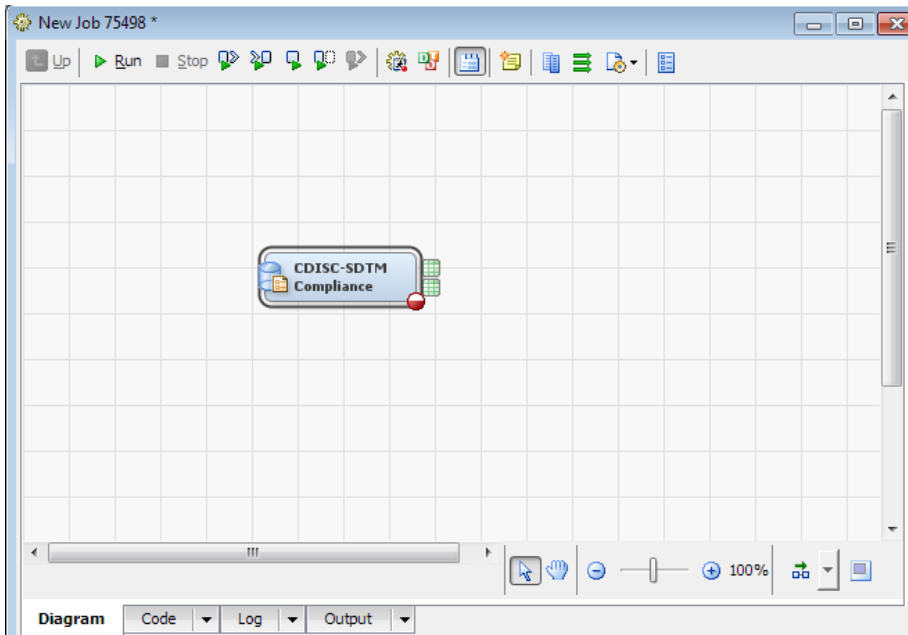 New Job 75498 *
Up Run Stop
CDISC-SDTM
Compliance
100%
Diagram Code Log Output